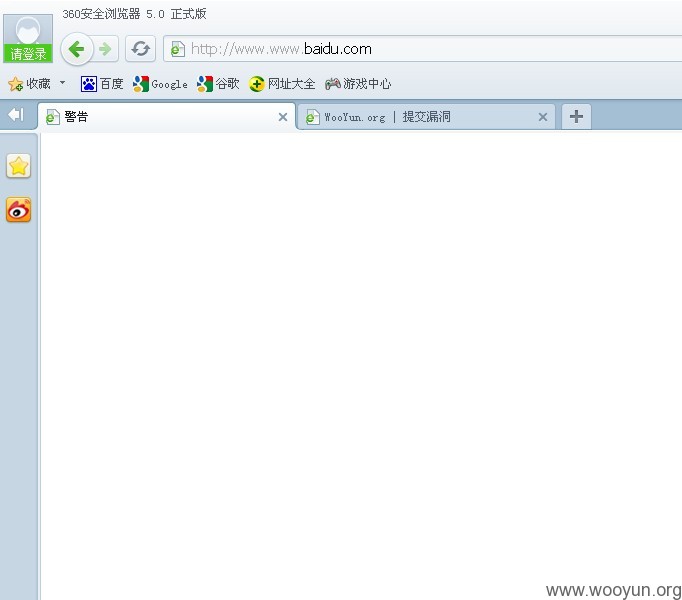 360安全浏览器 5.0 正式版
请登录
http://www.www.baidu.com
收藏 百度 Google 谷歌 网址大全 游戏中心
警告 WooYun.org | 提交漏洞
www.wooyun.org